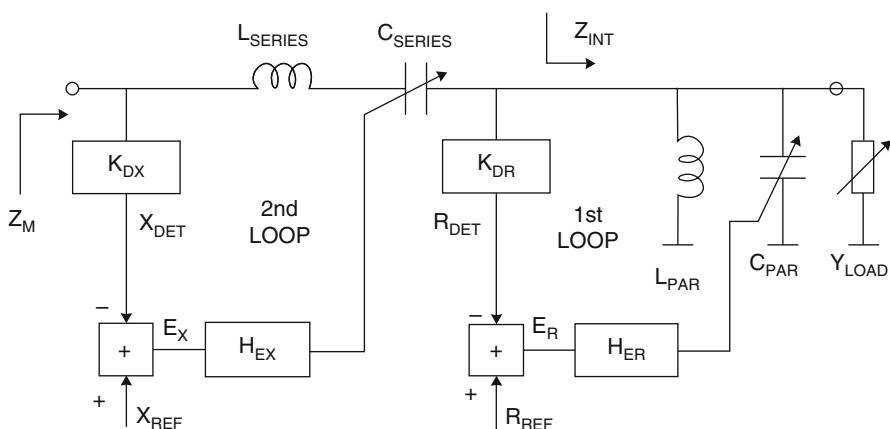 L_SERIES
C_SERIES
Z_INT
K_DX
K_DR
Z_M
X_DET
2nd
LOOP
R_DET
1st
LOOP
L_PAR
C_PAR
Y_LOAD
−
+
E_X
H_EX
+
X_REF
−
+
E_R
H_ER
+
R_REF